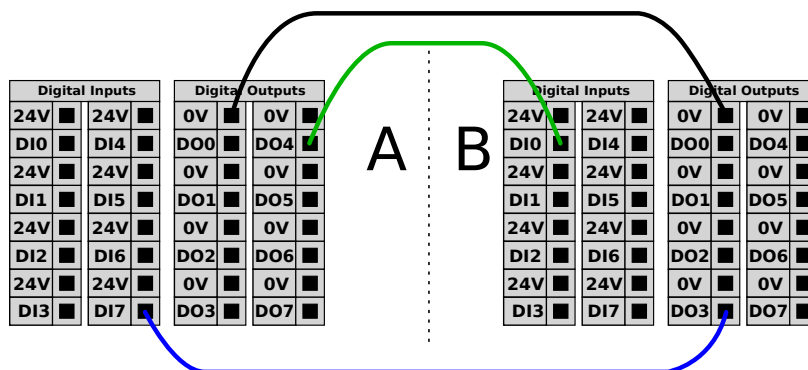 Digital Inputs Digital Outputs Digital Inputs Digital Outputs
24V 24V 0V 0V 24V 24V 0V 0V
DI0 DI4 DO0 DO4 A B DI0 DI4 DO0 DO4
24V 24V 0V 0V 24V 24V 0V 0V
DI1 DI5 DO1 DO5 DI1 DI5 DO1 DO5
24V 24V 0V 0V 24V 24V 0V 0V
DI2 DI6 DO2 DO6 DI2 DI6 DO2 DO6
24V 24V 0V 0V 24V 24V 0V 0V
DI3 DI7 DO3 DO7 DI3 DI7 DO3 DO7